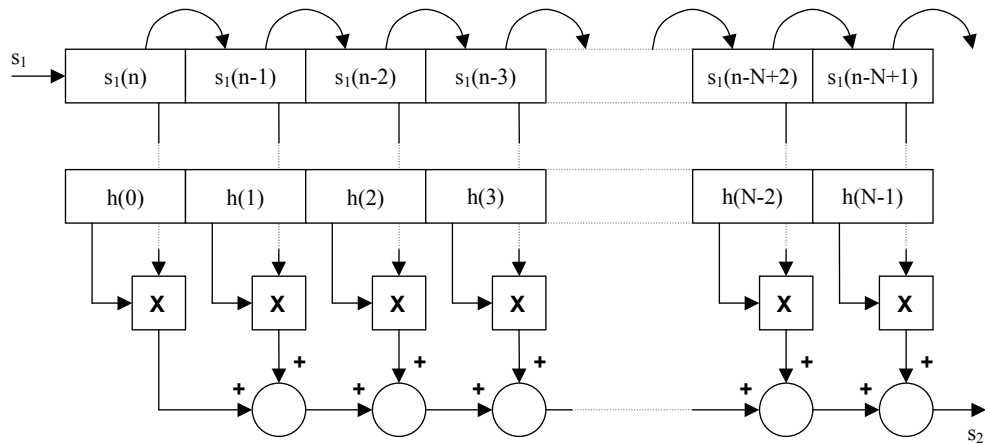 s₁
s₁(n) s₁(n-1) s₁(n-2) s₁(n-3) s₁(n-N+2) s₁(n-N+1)
h(0) h(1) h(2) h(3) h(N-2) h(N-1)
X X X X X X
+ + + + +
+ + + + +
s₂